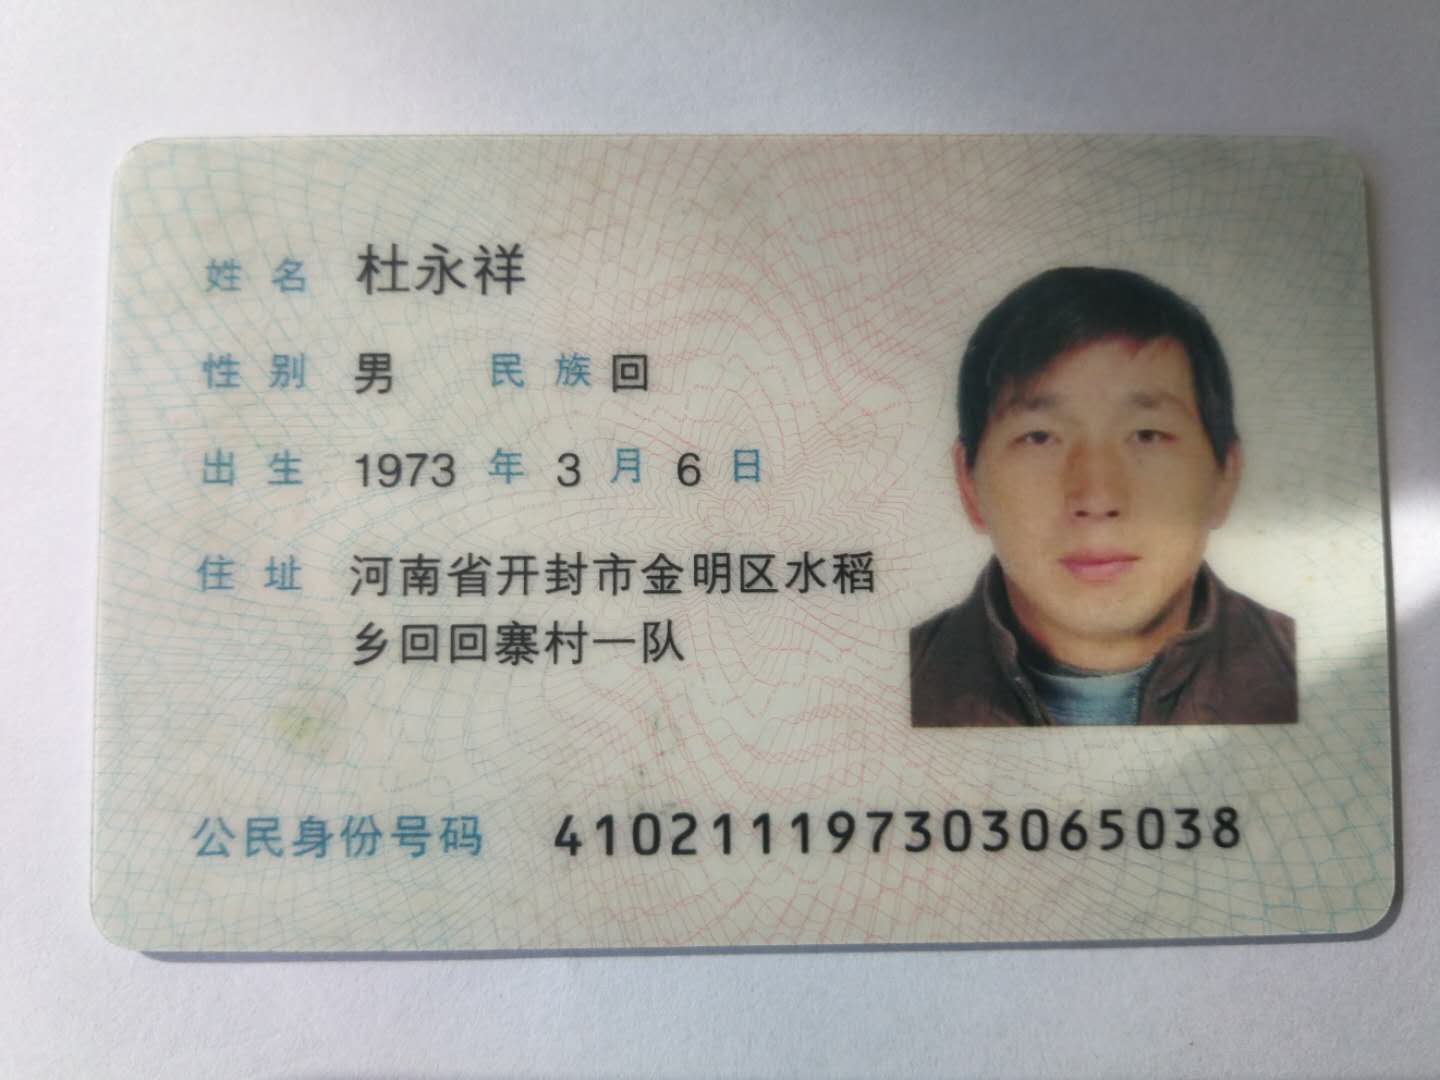 姓名 杜永祥
性别 男 民族 回
出生 1973 年 3 月 6 日
住址 河南省开封市金明区水稻
乡回回寨村一队
公民身份号码 410211197303065038